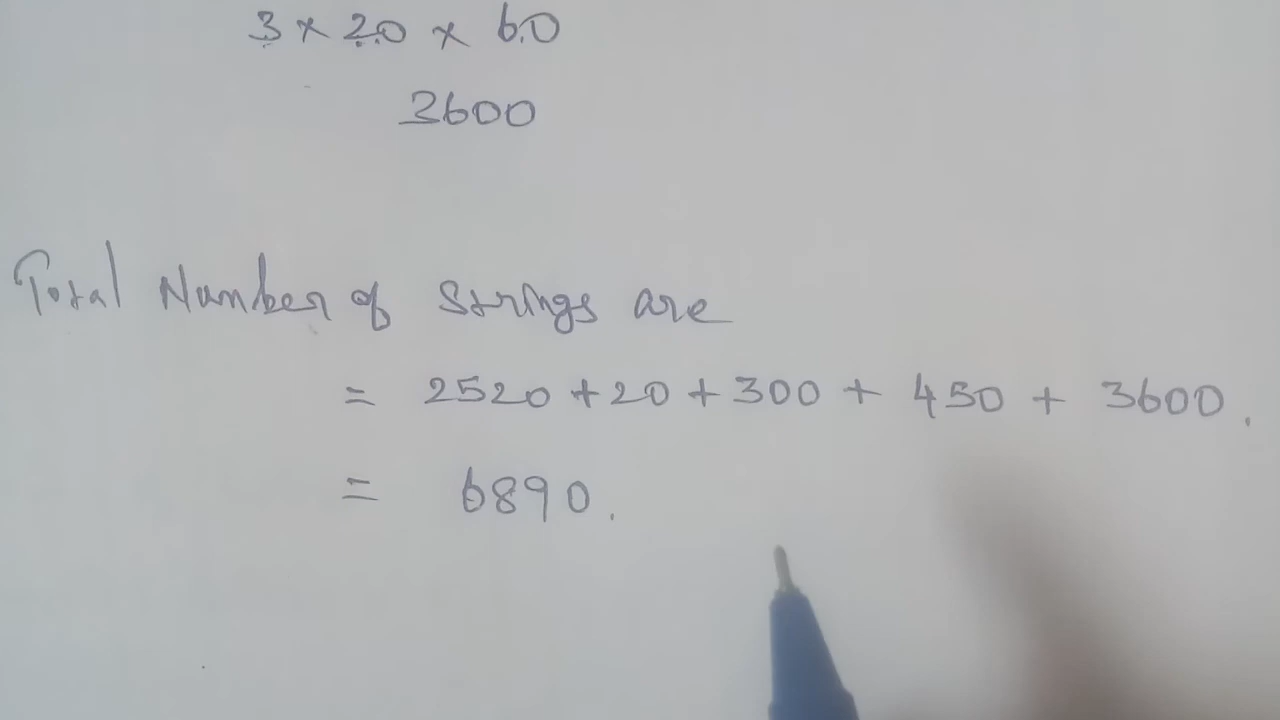 3 × 20 × 60
3600
Total Number of Strings are
= 2520 + 20 + 300 + 450 + 3600.
= 6890.